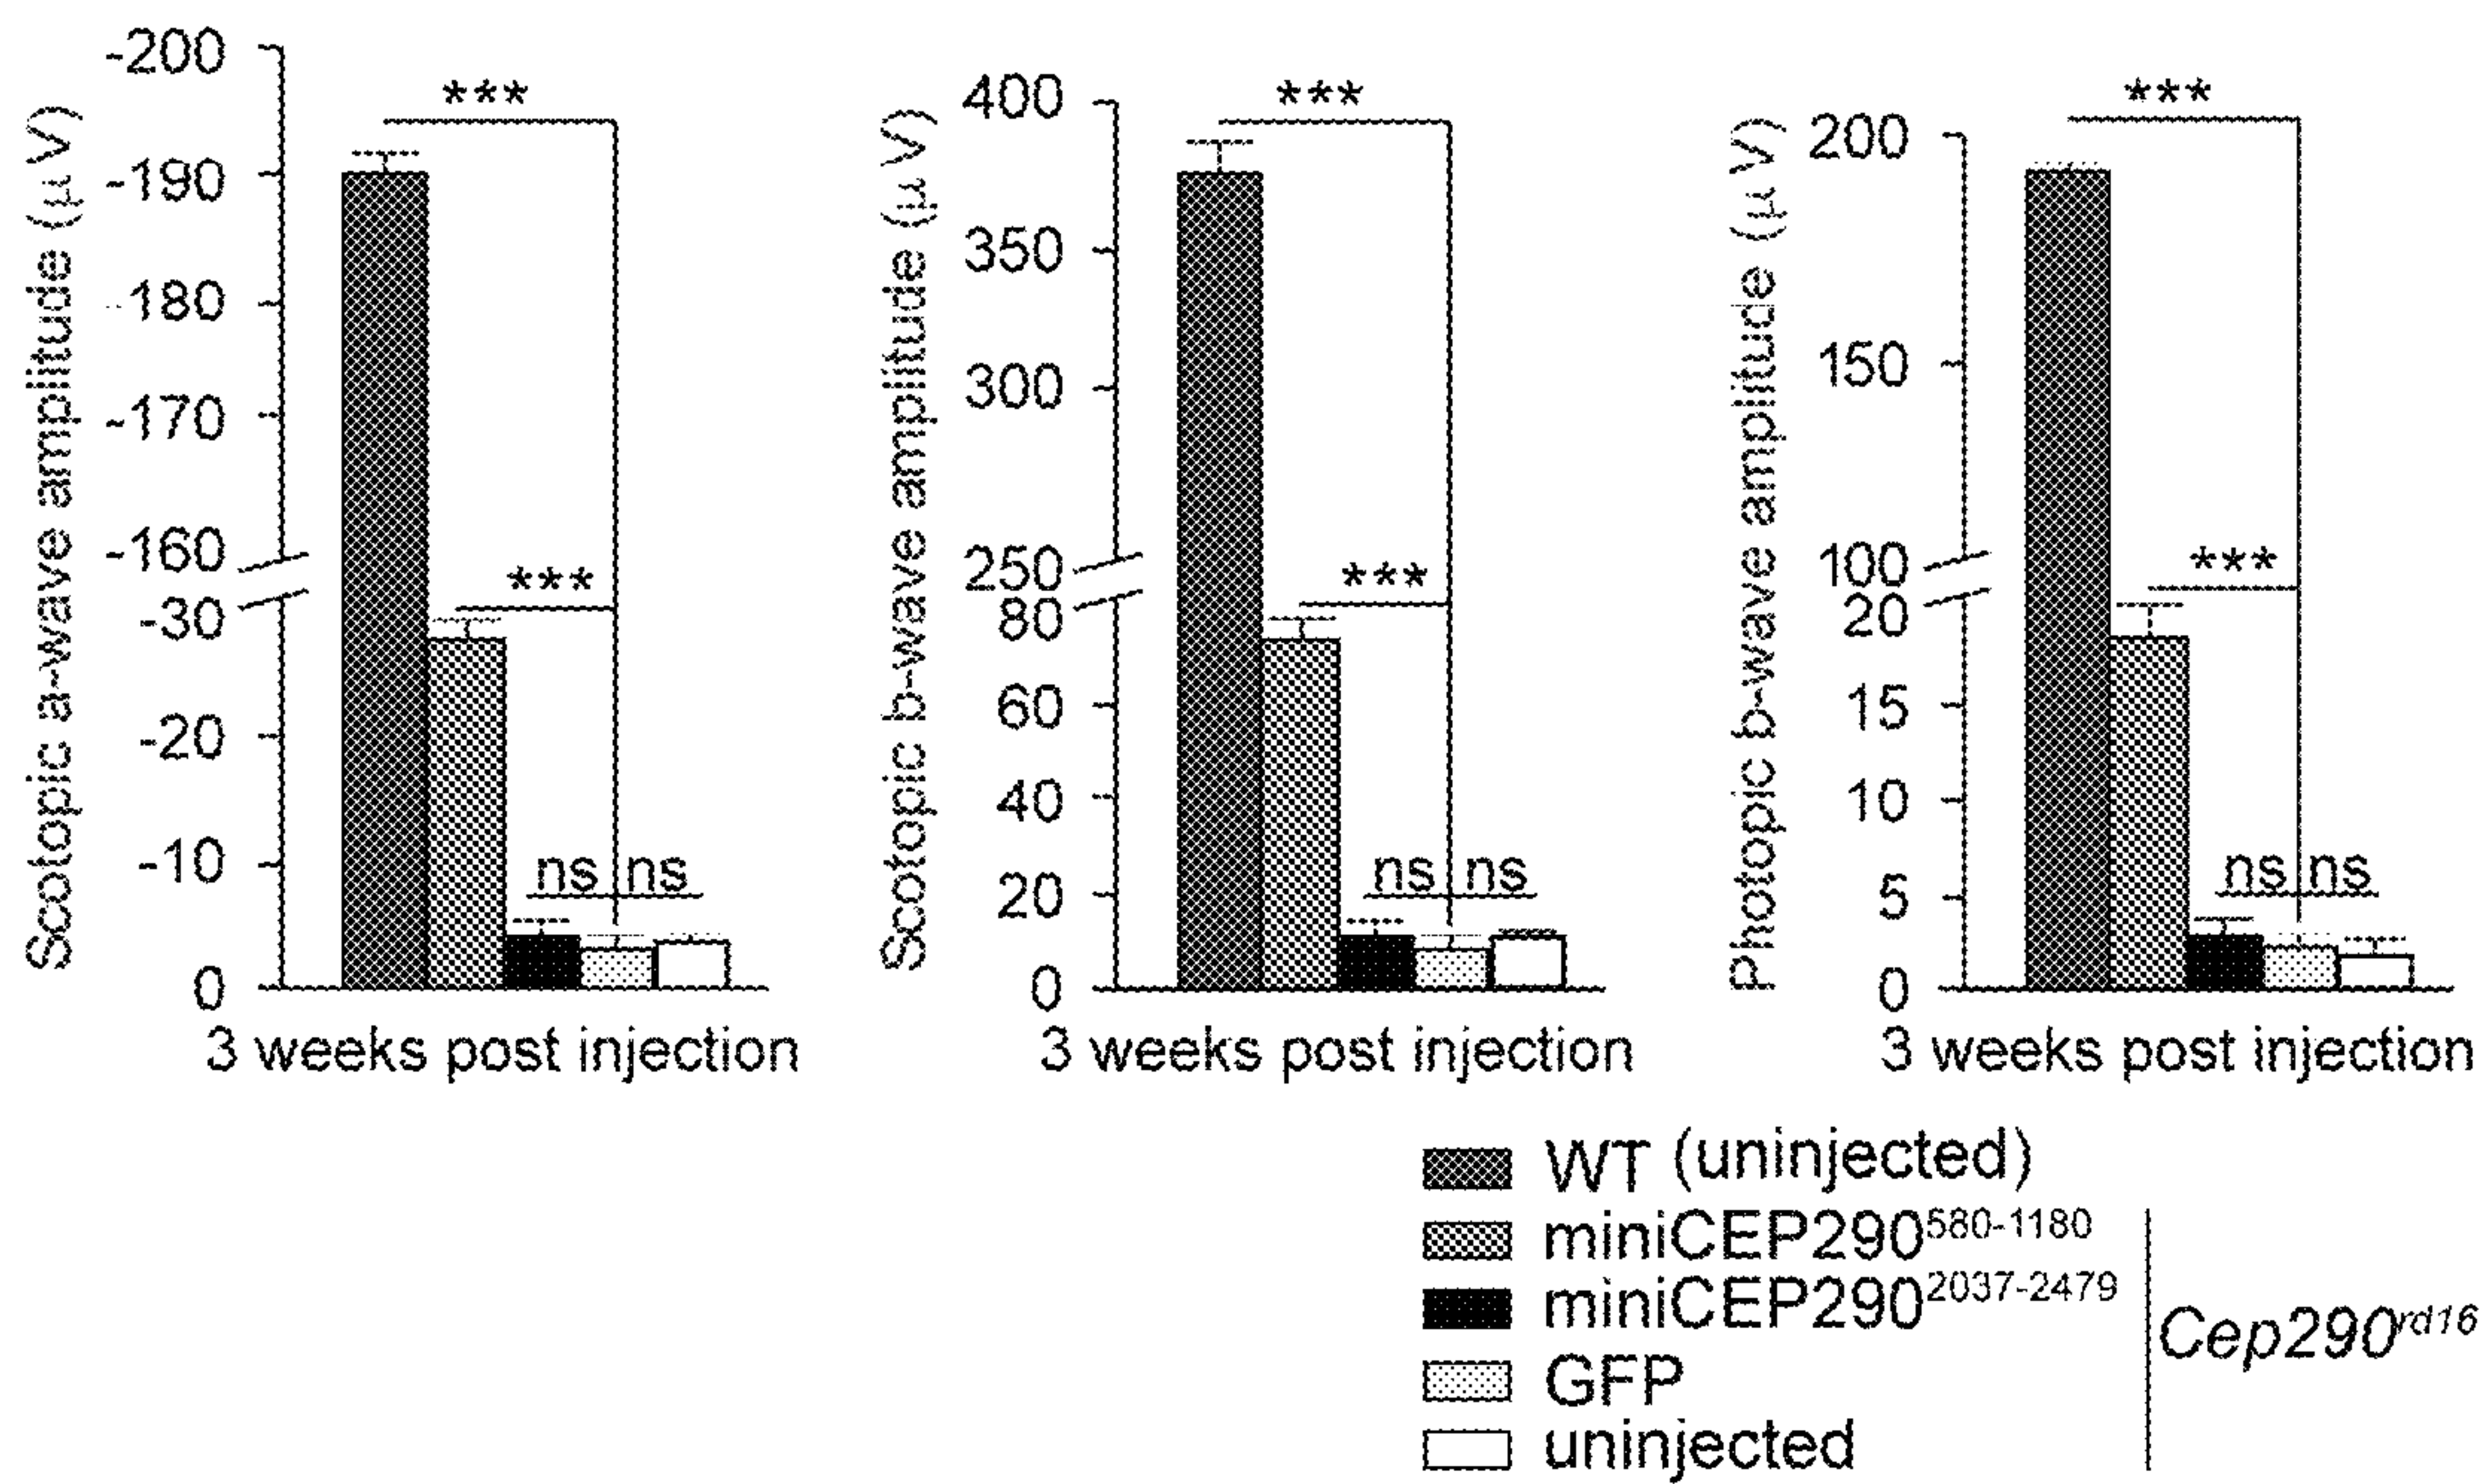 Scotopic a-wave amplitude (μV)
-200
-190
-180
-170
-160
-30
-20
-10
0
***
***
ns ns
3 weeks post injection
Scotopic b-wave amplitude (μV)
400
350
300
250
80
60
40
20
0
***
***
ns ns
3 weeks post injection
Photopic b-wave amplitude (μV)
200
150
100
20
15
10
5
0
***
***
ns ns
3 weeks post injection
WT (uninjected)
miniCEP290580-1180
miniCEP2902037-2479
GFP
uninjected
Cep290rd16